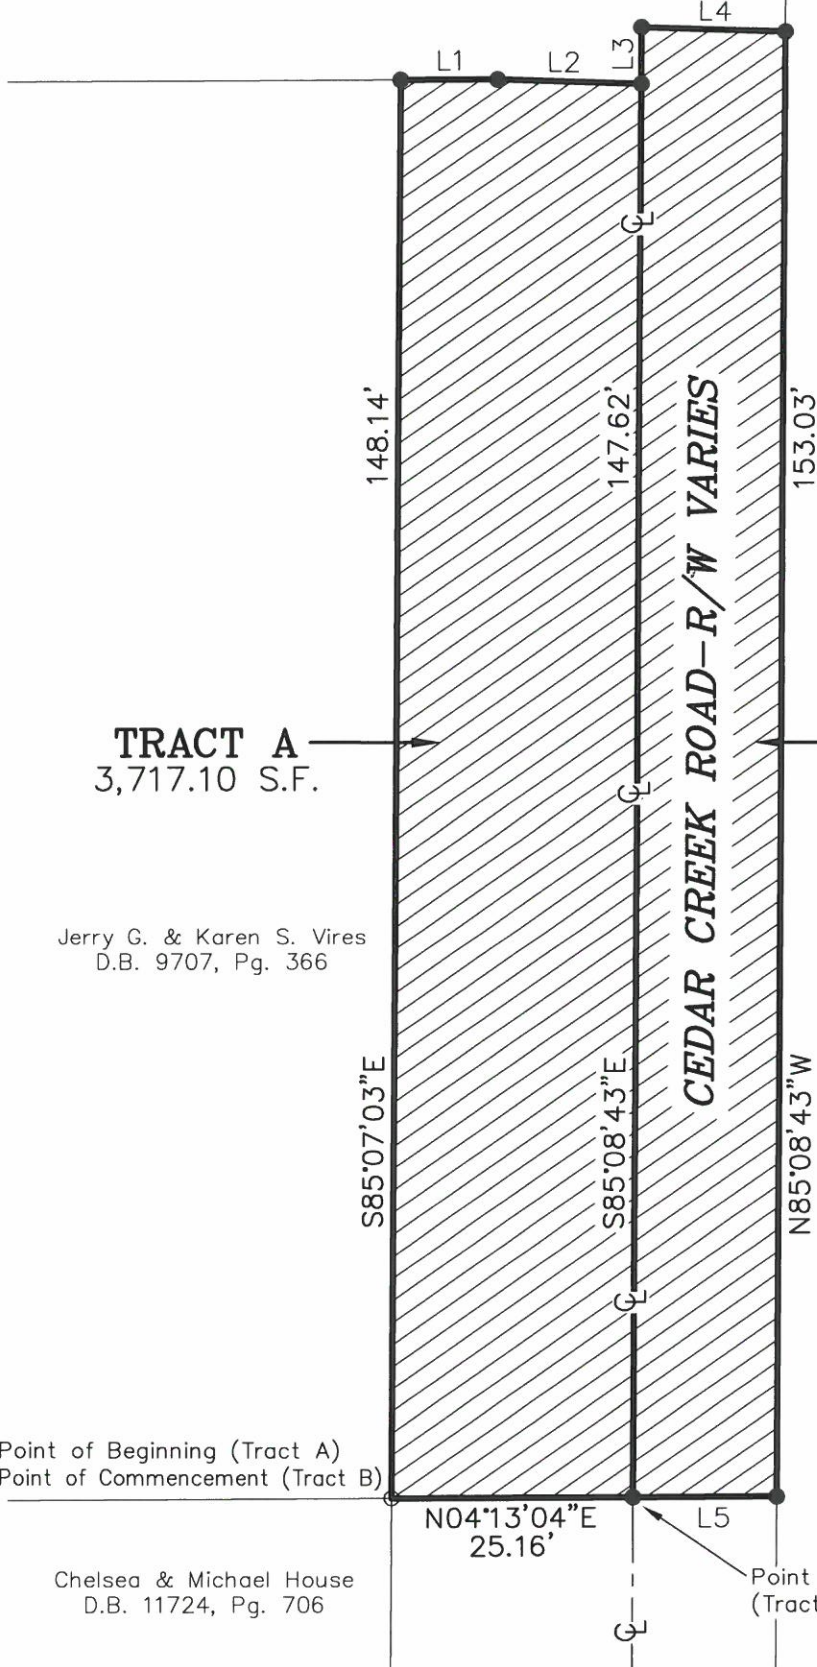 L4
L1
L2
L3
℄
148.14'
147.62'
153.03'
CEDAR CREEK ROAD-R/W VARIES
TRACT A
3,717.10 S.F.
℄
Jerry G. & Karen S. Vires
D.B. 9707, Pg. 366
S85°07'03"E
S85°08'43"E
N85°08'43"W
℄
Point of Beginning (Tract A)
Point of Commencement (Tract B)
N04°13'04"E
25.16'
L5
Chelsea & Michael House
D.B. 11724, Pg. 706
Point
(Tract
℄